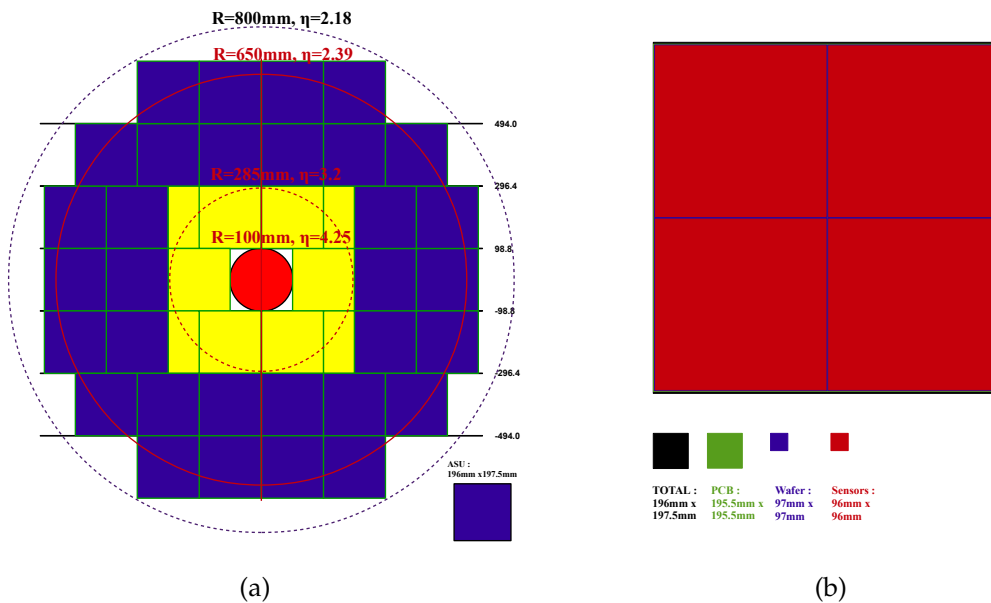 R=800mm, η=2.18
R=650mm, η=2.39
494.0
R=285mm, η=3.2
296.4
R=100mm, η=4.25
98.8
-98.8
-296.4
-494.0
ASU :
196mm x197.5mm
(a)
TOTAL :
196mm x
197.5mm
PCB :
195.5mm x
195.5mm
Wafer :
97mm x
97mm
Sensors :
96mm x
96mm
(b)